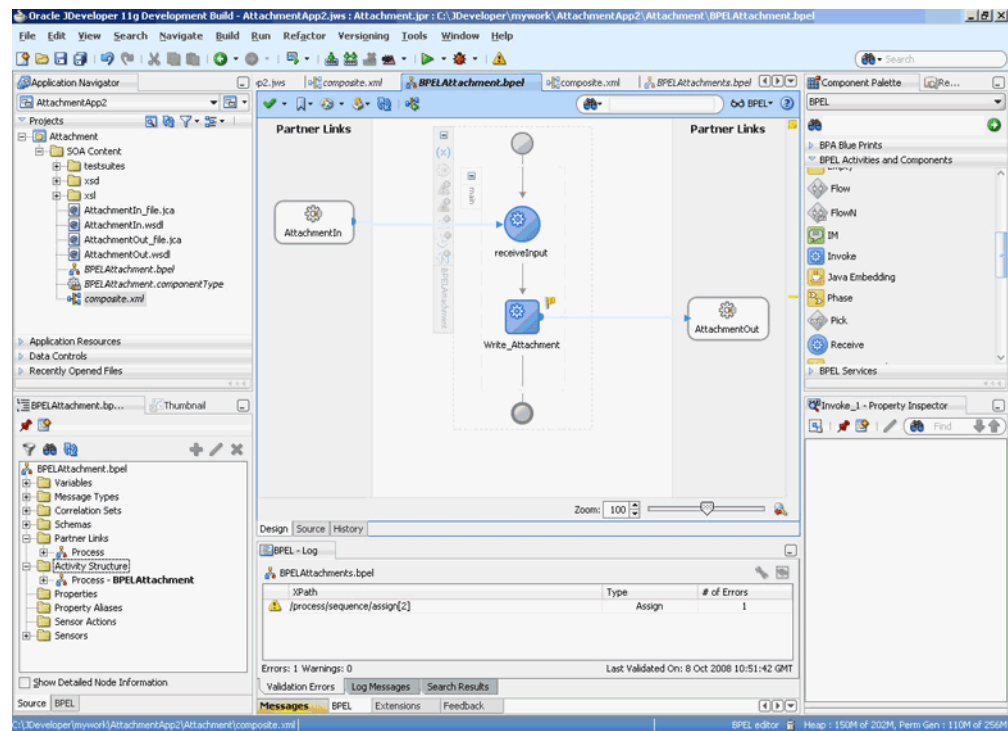 Oracle JDeveloper 11g Development Build - AttachmentApp2.jws : Attachment.jpr : C:\JDeveloper\mywork\AttachmentApp2\Attachment\BPELAttachment.bpel
File Edit View Search Navigate Build Run Refactor Versioning Tools Window Help
Search
Application Navigator
AttachmentApp2
Projects
Attachment
SOA Content
testsuites
xsd
xsl
AttachmentIn_file.jca
AttachmentIn.wsdl
AttachmentOut_file.jca
AttachmentOut.wsdl
BPELAttachment.bpel
BPELAttachment.componentType
composite.xml
Application Resources
Data Controls
Recently Opened Files
BPELAttachment.bp...
Thumbnail
BPELAttachment.bpel
Variables
Message Types
Correlation Sets
Schemas
Partner Links
Process
Activity Structure
Process - BPELAttachment
Properties
Property Aliases
Sensor Actions
Sensors
Show Detailed Node Information
Source BPEL
p2.jws composite.xml BPELAttachment.bpel composite.xml BPELAttachments.bpel
BPEL
Partner Links
Partner Links
main
BPELAttachment
AttachmentIn
receiveInput
Write_Attachment
AttachmentOut
Zoom: 100
Design Source History
BPEL - Log
BPELAttachments.bpel
XPath Type # of Errors
/process/sequence/assign[2] Assign 1
Errors: 1 Warnings: 0 Last Validated On: 8 Oct 2008 10:51:42 GMT
Validation Errors Log Messages Search Results
Messages BPEL Extensions Feedback
Component Palette Re...
BPEL
BPA Blue Prints
BPEL Activities and Components
Empty
Flow
FlowN
IM
Invoke
Java Embedding
Phase
Pick
Receive
BPEL Services
Invoke_1 - Property Inspector
Find
C:\JDeveloper\mywork\AttachmentApp2\Attachment\composite.xml BPEL editor Heap : 150M of 202M, Perm Gen : 110M of 256M